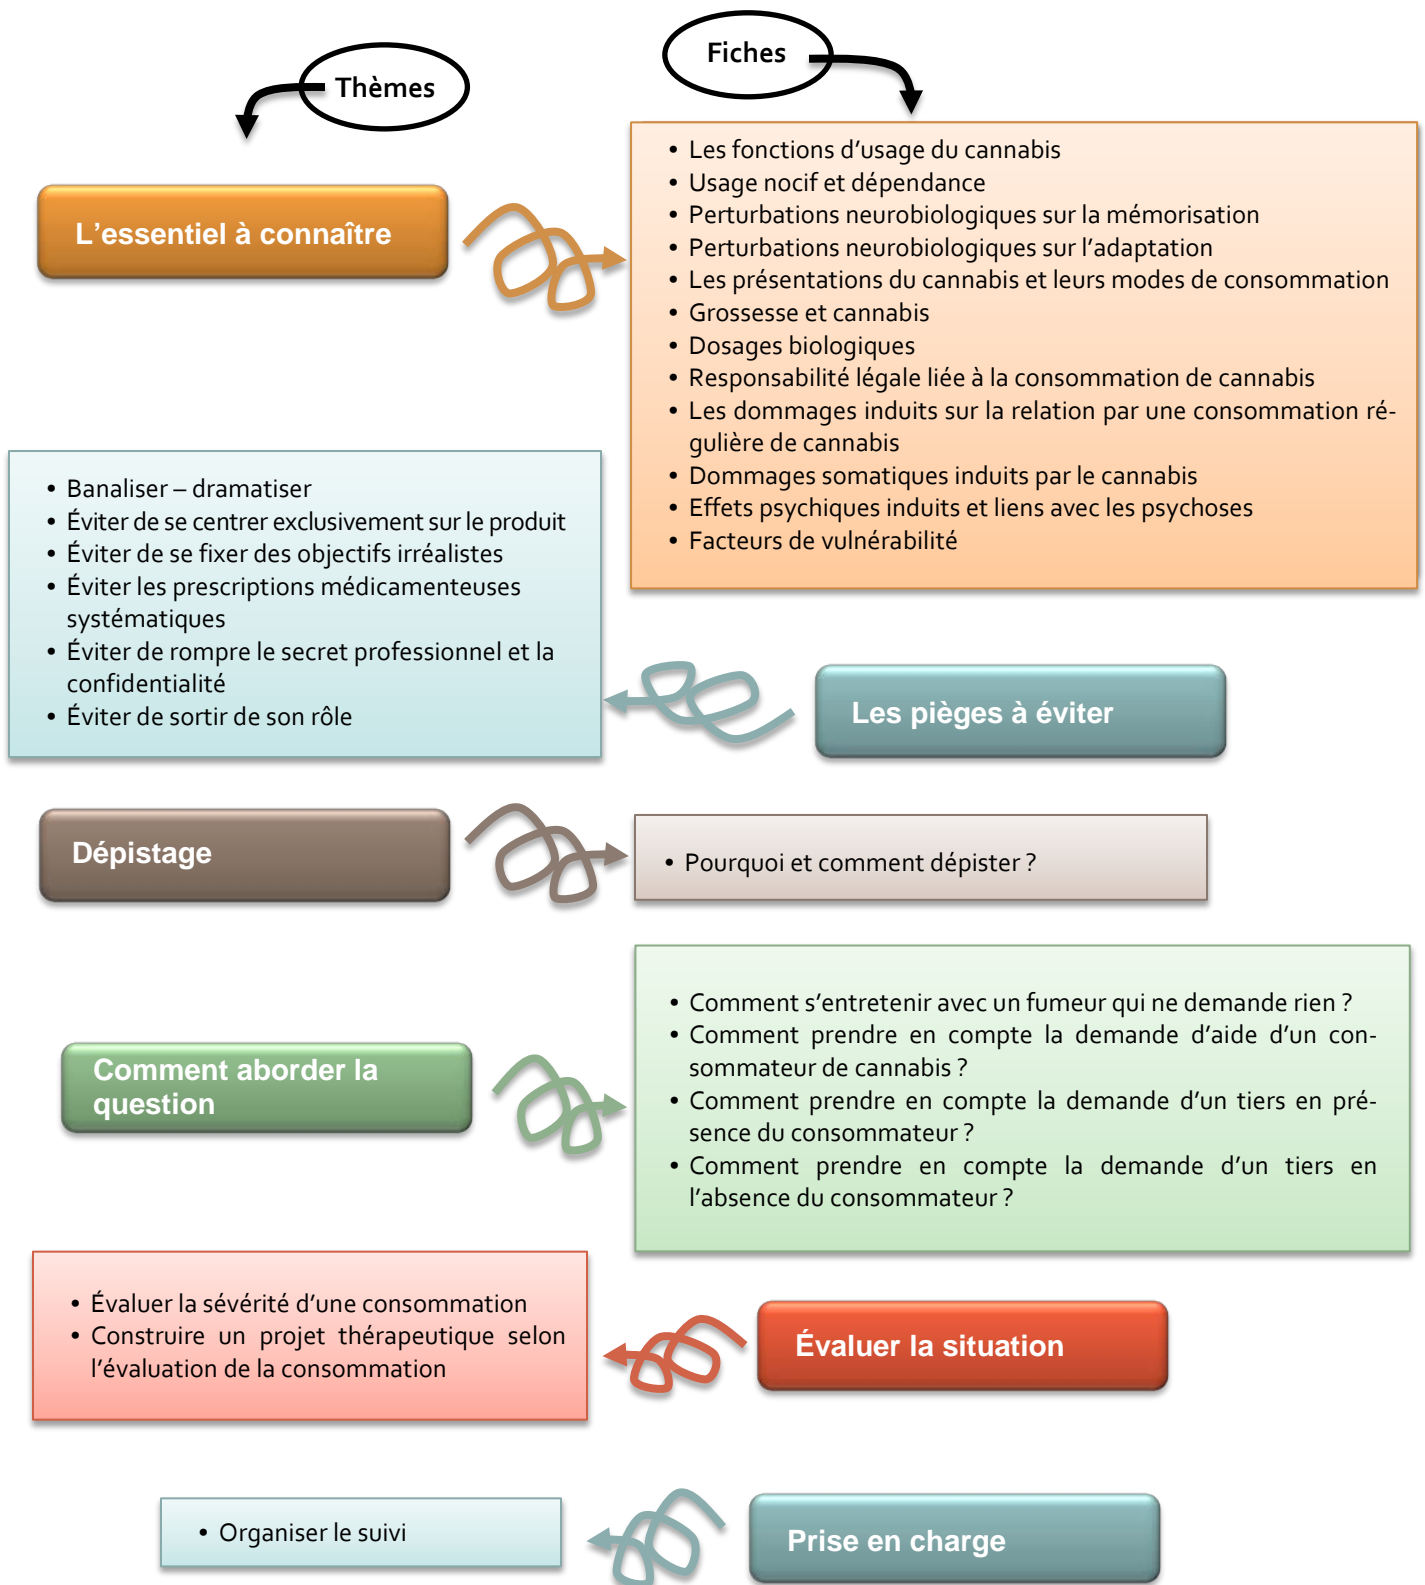 Thèmes
Fiches
L'essentiel à connaître
• Les fonctions d'usage du cannabis
• Usage nocif et dépendance
• Perturbations neurobiologiques sur la mémorisation
• Perturbations neurobiologiques sur l'adaptation
• Les présentations du cannabis et leurs modes de consommation
• Grossesse et cannabis
• Dosages biologiques
• Responsabilité légale liée à la consommation de cannabis
• Les dommages induits sur la relation par une consommation ré-
gulière de cannabis
• Dommages somatiques induits par le cannabis
• Effets psychiques induits et liens avec les psychoses
• Facteurs de vulnérabilité
• Banaliser – dramatiser
• Éviter de se centrer exclusivement sur le produit
• Éviter de se fixer des objectifs irréalistes
• Éviter les prescriptions médicamenteuses
systématiques
• Éviter de rompre le secret professionnel et la
confidentialité
• Éviter de sortir de son rôle
Les pièges à éviter
Dépistage
• Pourquoi et comment dépister ?
Comment aborder la
question
• Comment s'entretenir avec un fumeur qui ne demande rien ?
• Comment prendre en compte la demande d'aide d'un con-
sommateur de cannabis ?
• Comment prendre en compte la demande d'un tiers en pré-
sence du consommateur ?
• Comment prendre en compte la demande d'un tiers en
l'absence du consommateur ?
• Évaluer la sévérité d'une consommation
• Construire un projet thérapeutique selon
l'évaluation de la consommation
Évaluer la situation
• Organiser le suivi
Prise en charge